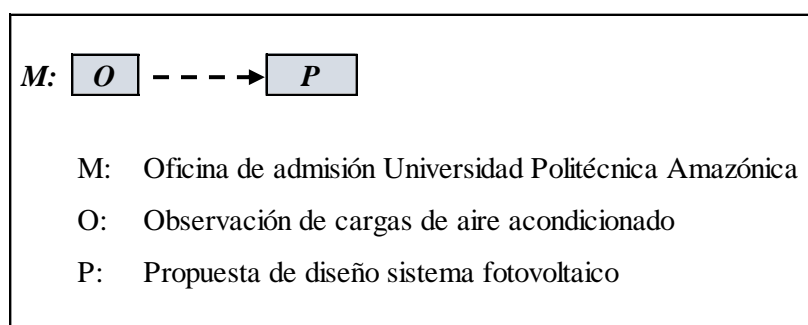 M: O P
M: Oficina de admisión Universidad Politécnica Amazónica
O: Observación de cargas de aire acondicionado
P: Propuesta de diseño sistema fotovoltaico